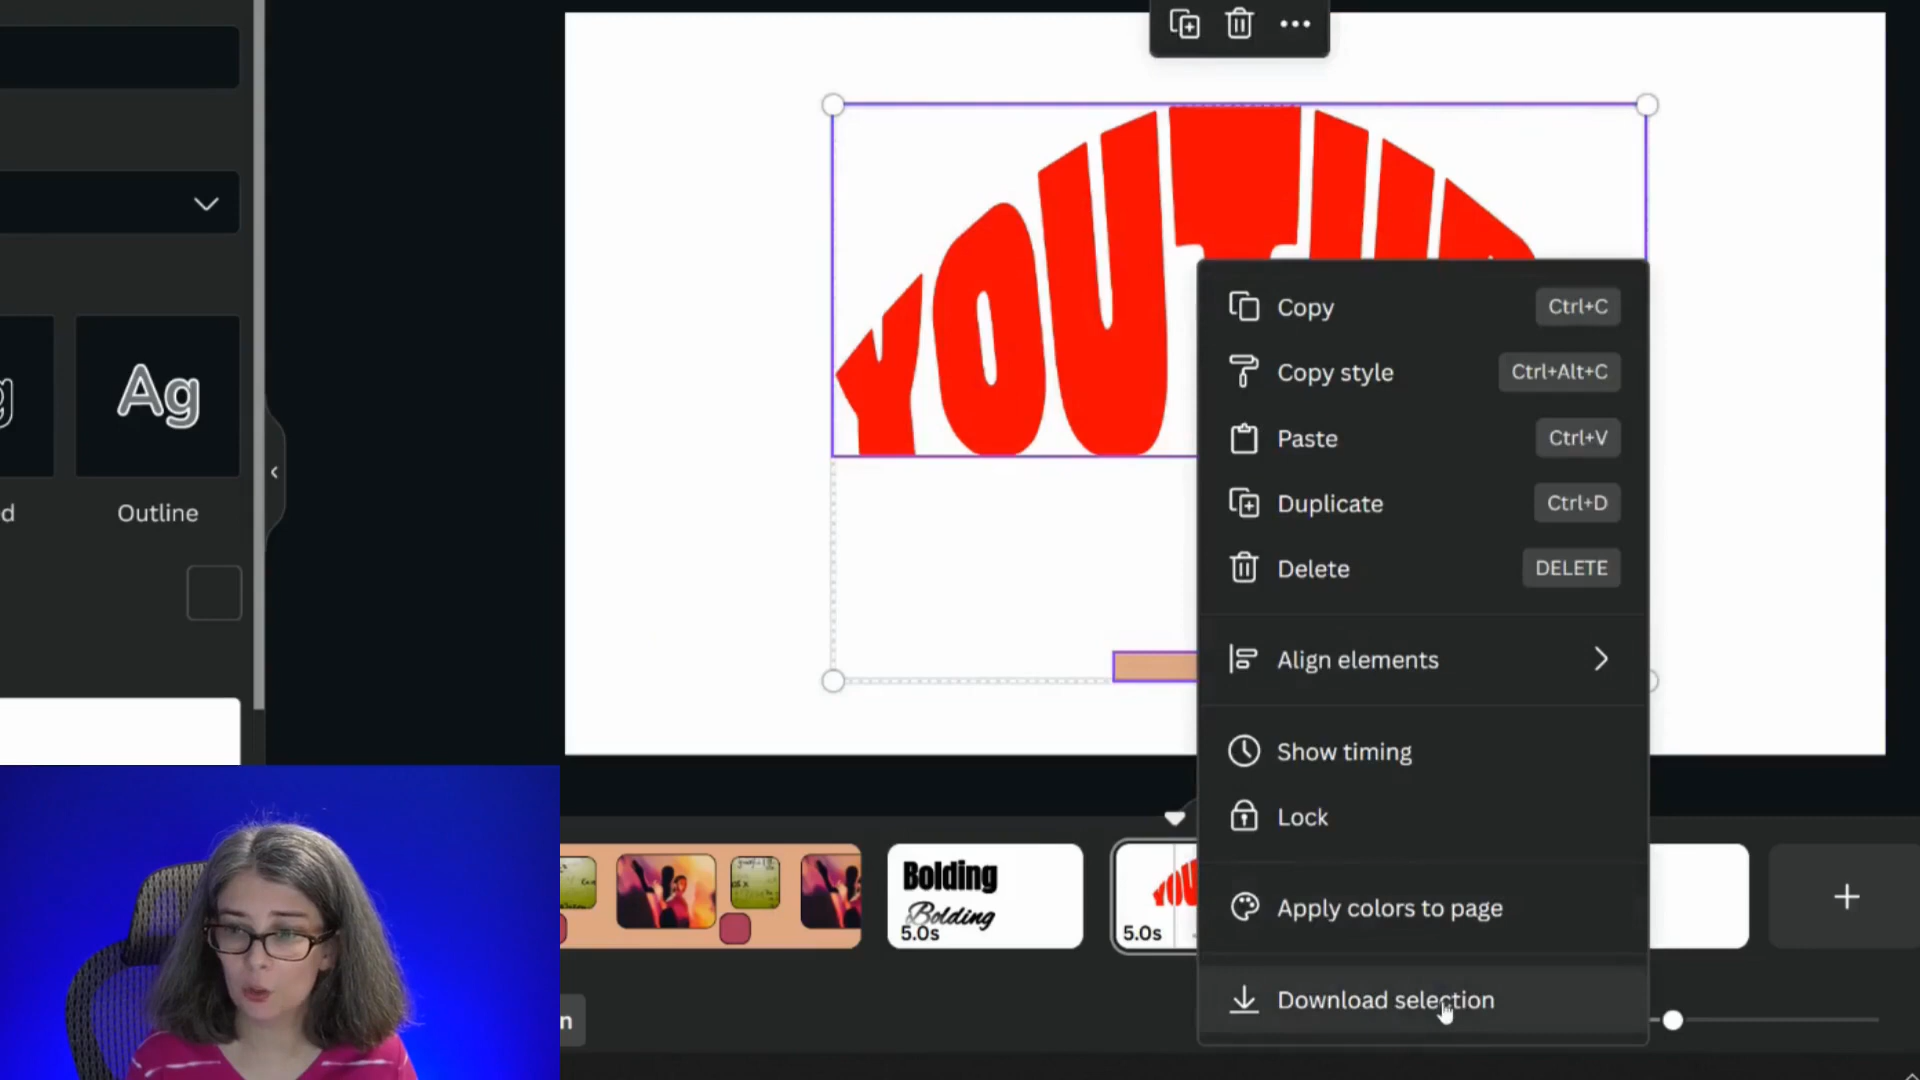 YOUTUB
Copy Ctrl+C
Copy style Ctrl+Alt+C
Paste Ctrl+V
Duplicate Ctrl+D
Delete DELETE
Align elements
Show timing
Lock
Apply colors to page
Download selection
g
Ag
d
Outline
Bolding
Bolding
5.0s
YOU
5.0s
n